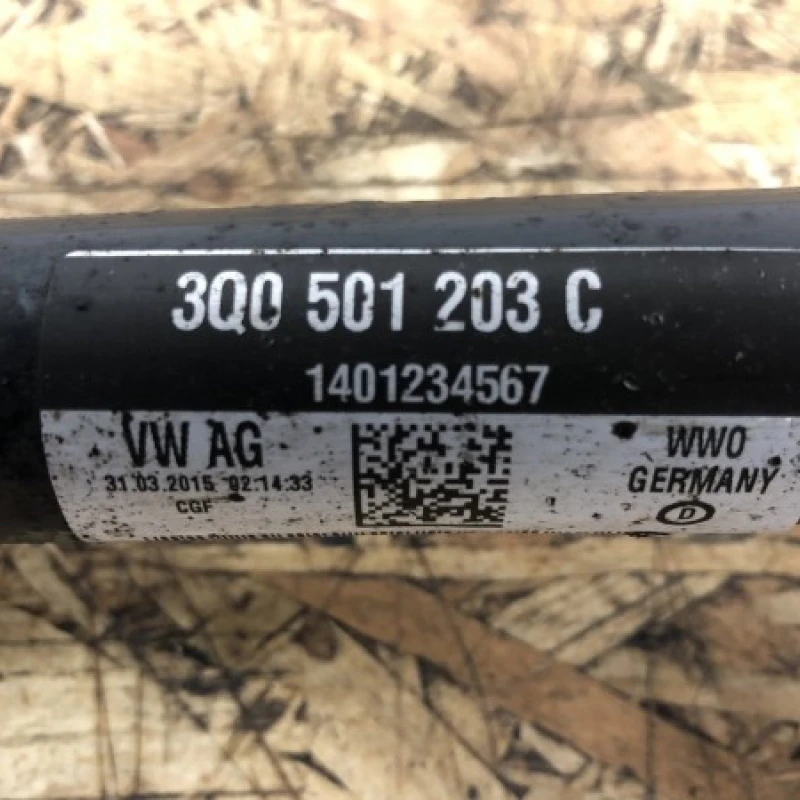 3Q0 501 203 C
1401234567
VW AG
31.03.2015 02:14:33
CGF
WWO
GERMANY
D